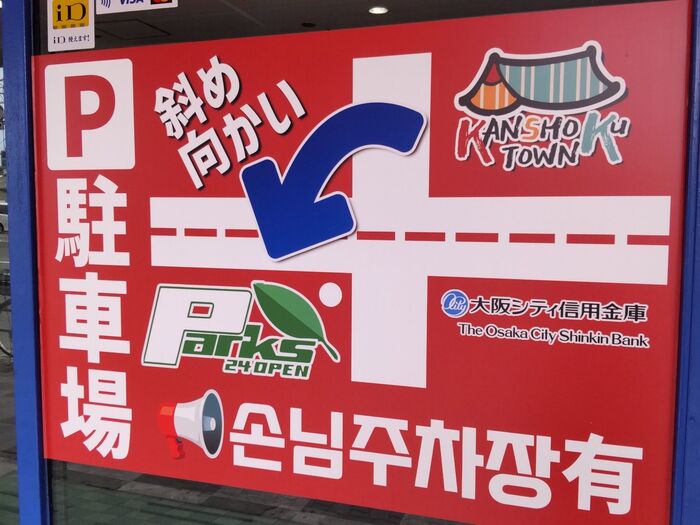 iD
iD 使えます!
VISA
P
駐車場
斜め
向かい
KANSHOKU
TOWN
Parks
24 OPEN
City 大阪シティ信用金庫
The Osaka City Shinkin Bank
손님주차장有